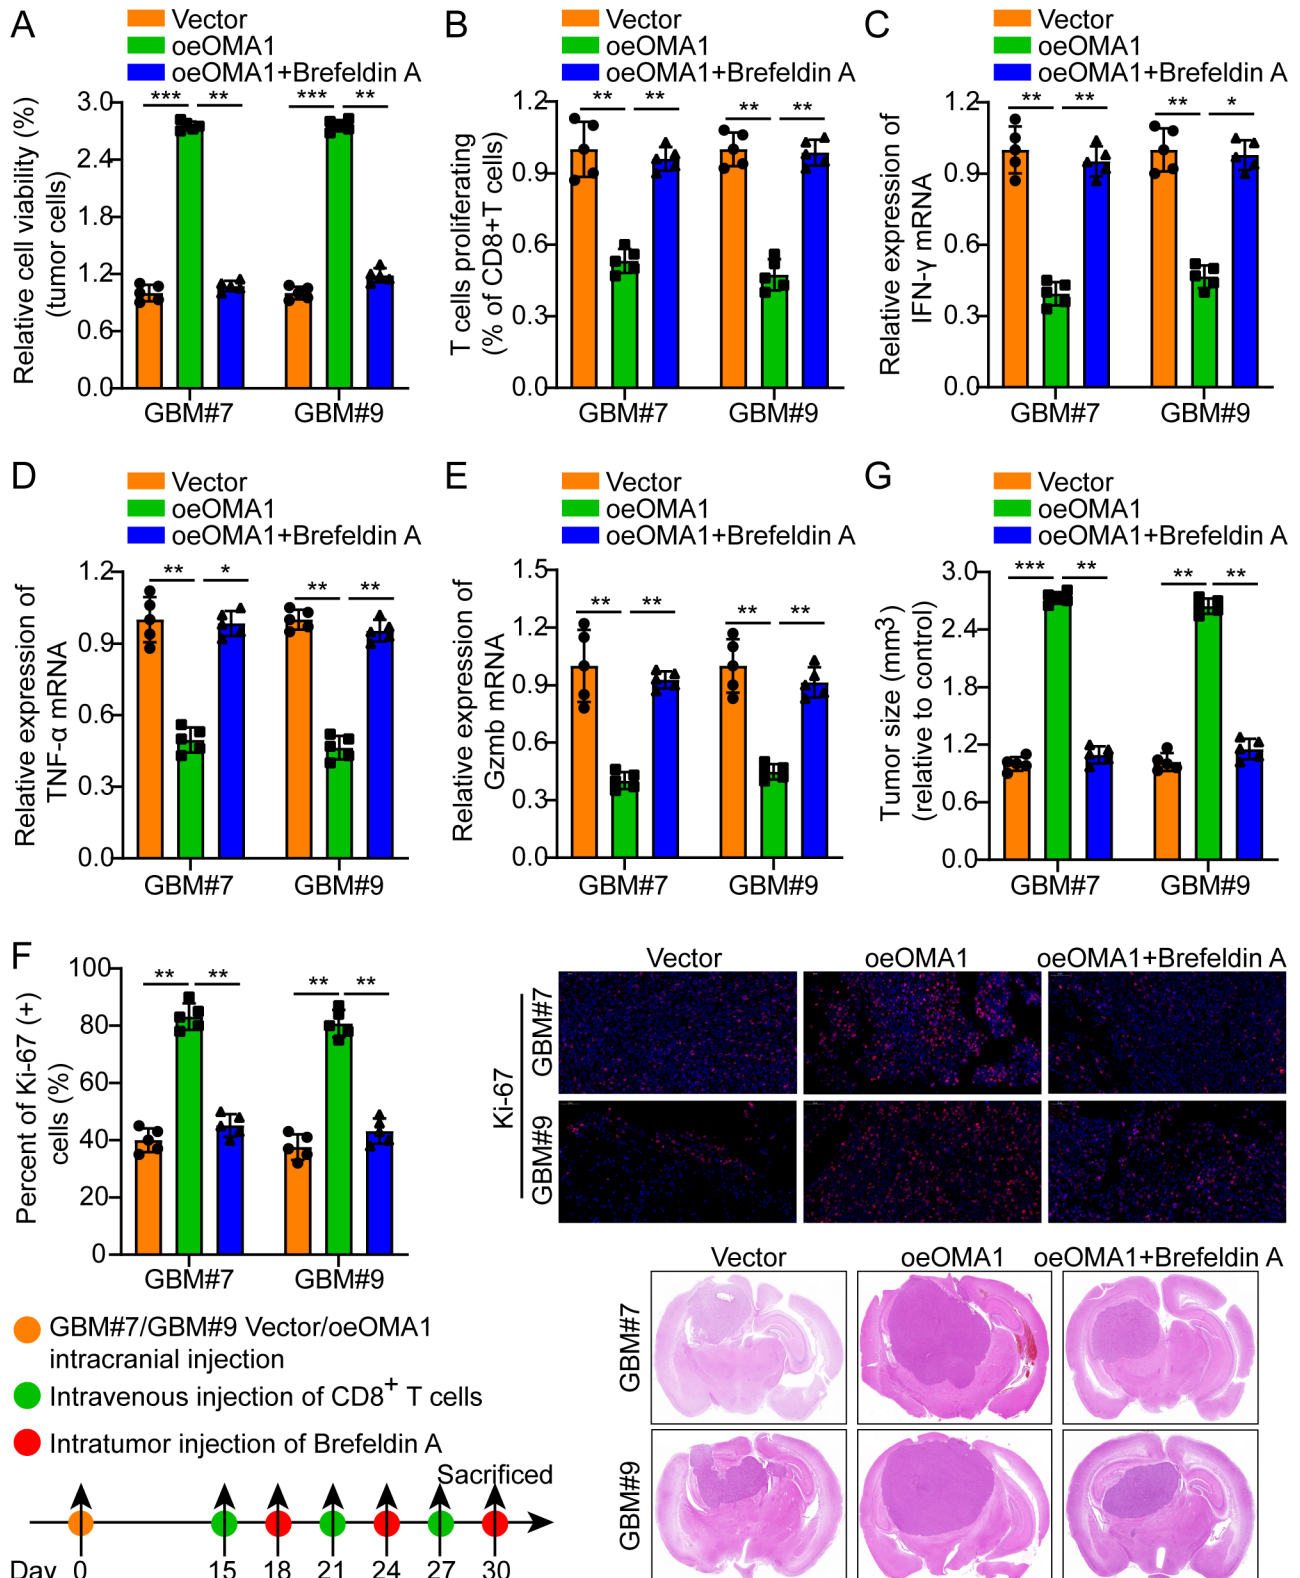 A
Vector
oeOMA1
oeOMA1+Brefeldin A
Relative cell viability (%)
(tumor cells)
3.0
2.4
1.8
1.2
0.6
0.0
***
**
***
**
GBM#7
GBM#9
B
Vector
oeOMA1
oeOMA1+Brefeldin A
T cells proliferating
(% of CD8+T cells)
1.2
0.9
0.6
0.3
0.0
**
**
**
**
GBM#7
GBM#9
C
Vector
oeOMA1
oeOMA1+Brefeldin A
Relative expression of
IFN-γ mRNA
1.2
0.9
0.6
0.3
0.0
**
**
**
*
GBM#7
GBM#9
D
Vector
oeOMA1
oeOMA1+Brefeldin A
Relative expression of
TNF-α mRNA
1.2
0.9
0.6
0.3
0.0
**
*
**
**
GBM#7
GBM#9
E
Vector
oeOMA1
oeOMA1+Brefeldin A
Relative expression of
Gzmb mRNA
1.5
1.2
0.9
0.6
0.3
0.0
**
**
**
**
GBM#7
GBM#9
G
Vector
oeOMA1
oeOMA1+Brefeldin A
Tumor size (mm3)
(relative to control)
3.0
2.4
1.8
1.2
0.6
0.0
***
**
**
**
GBM#7
GBM#9
F
Percent of Ki-67 (+)
cells (%)
100
80
60
40
20
0
**
**
**
**
GBM#7
GBM#9
Vector
oeOMA1
oeOMA1+Brefeldin A
Ki-67
GBM#7
GBM#9
Vector
oeOMA1
oeOMA1+Brefeldin A
GBM#7
GBM#9
GBM#7/GBM#9 Vector/oeOMA1
intracranial injection
Intravenous injection of CD8+ T cells
Intratumor injection of Brefeldin A
Sacrificed
Day 0 15 18 21 24 27 30